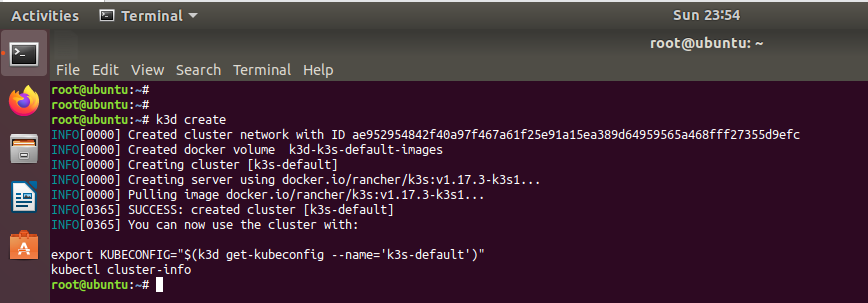 Activities Terminal Sun 23:54
root@ubuntu: ~
File Edit View Search Terminal Help
root@ubuntu:~#
root@ubuntu:~#
root@ubuntu:~# k3d create
INFO[0000] Created cluster network with ID ae952954842f40a97f467a61f25e91a15ea389d64959565a468fff27355d9efc
INFO[0000] Created docker volume  k3d-k3s-default-images
INFO[0000] Creating cluster [k3s-default]
INFO[0000] Creating server using docker.io/rancher/k3s:v1.17.3-k3s1...
INFO[0000] Pulling image docker.io/rancher/k3s:v1.17.3-k3s1...
INFO[0365] SUCCESS: created cluster [k3s-default]
INFO[0365] You can now use the cluster with:
export KUBECONFIG="$(k3d get-kubeconfig --name='k3s-default')"
kubectl cluster-info
root@ubuntu:~#